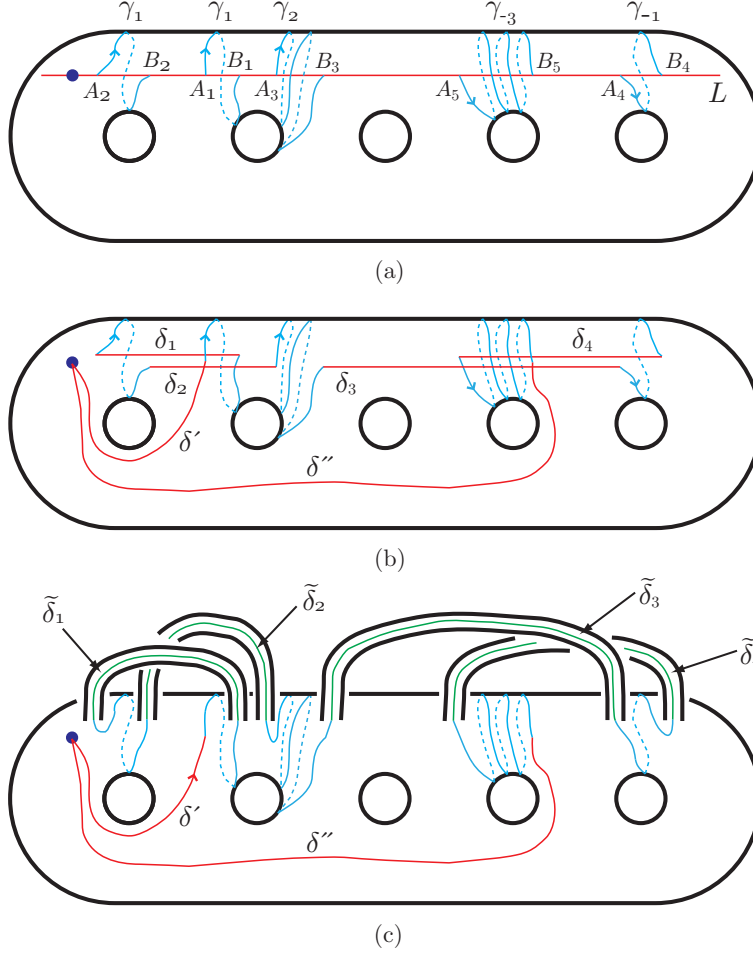 γ₁ γ₁ γ₂ γ₋₃ γ₋₁
B₂ B₁ B₃ B₅ B₄
A₂ A₁ A₃ A₅ A₄ L
(a)
δ₁ δ₄
δ₂ δ₃
δ′
δ″
(b)
δ̃₁ δ̃₂ δ̃₃
δ̃
δ′
δ″
(c)